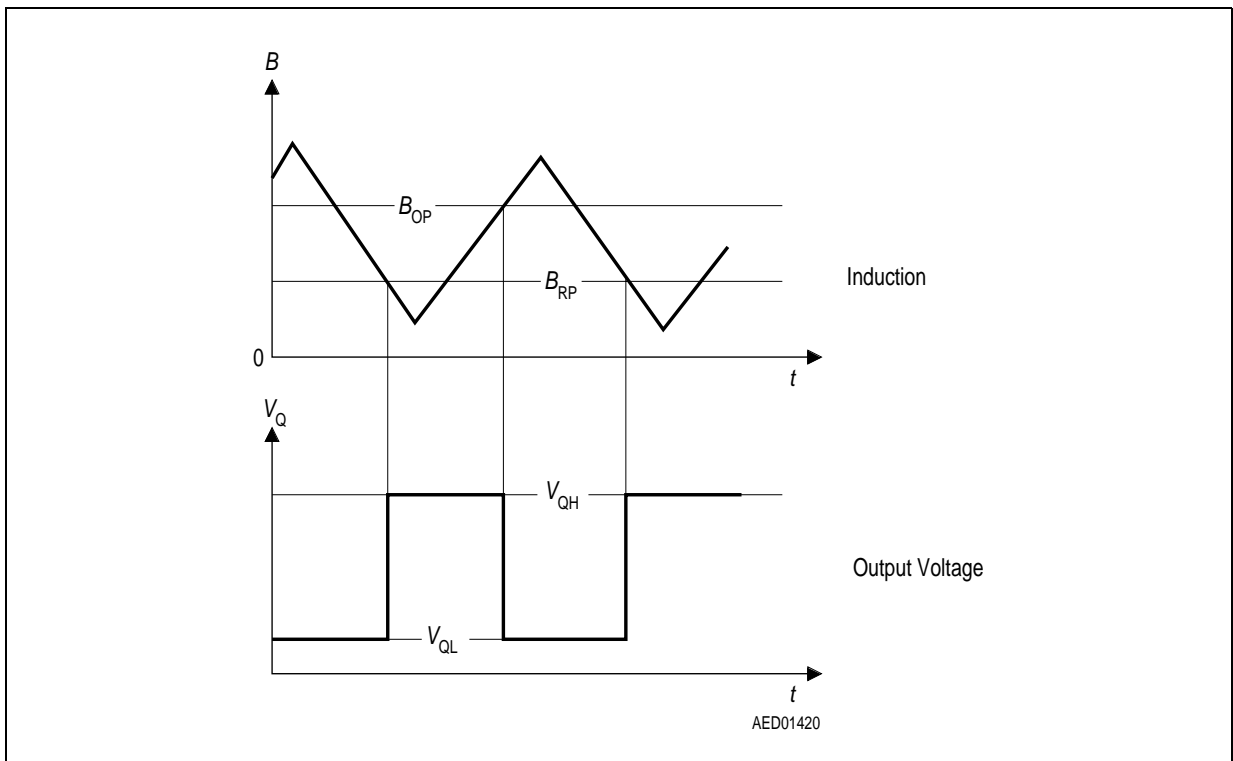 B
B_OP
B_RP
Induction
0
t
V_Q
V_QH
Output Voltage
V_QL
t
AED01420